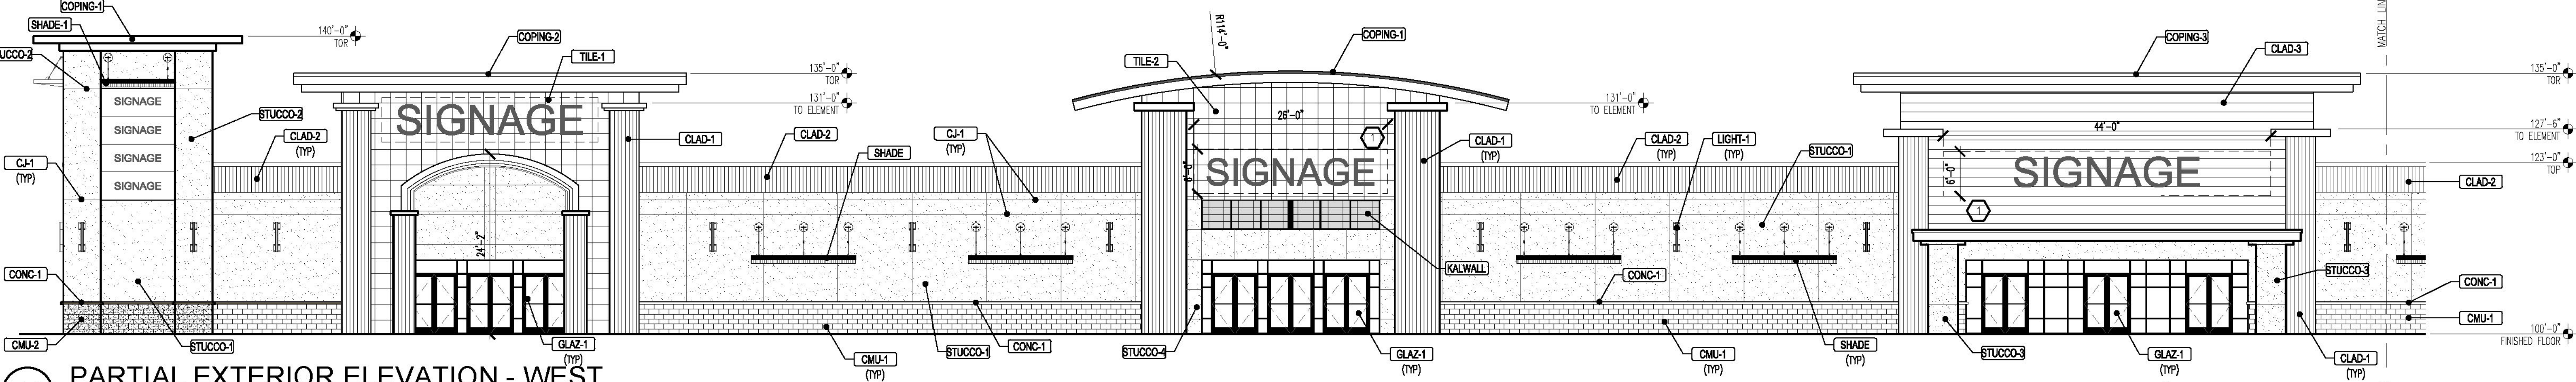 COPING-1
SHADE-1
140'-0"
TOR
COPING-2
TILE-1
135'-0"
TOR
131'-0"
TO ELEMENT
R114'-0"
COPING-1
TILE-2
131'-0"
TO ELEMENT
COPING-3
CLAD-3
MATCH
135'-0"
TOR
127'-6"
TO ELEMENT
123'-0"
TOP
SIGNAGE
SIGNAGE
SIGNAGE
SIGNAGE
STUCCO-2
CLAD-2
(TYP)
CJ-1
(TYP)
SIGNAGE
CLAD-1
CLAD-2
SHADE
CJ-1
(TYP)
26'-0"
1
SIGNAGE
CLAD-1
(TYP)
CLAD-2
(TYP)
LIGHT-1
(TYP)
STUCCO-1
44'-0"
6'-0"
SIGNAGE
1
CLAD-2
24'-2"
KALWALL
CONC-1
CONC-1
STUCCO-3
CONC-1
CMU-1
CMU-2
STUCCO-1
GLAZ-1
(TYP)
CMU-1
(TYP)
STUCCO-1
CONC-1
STUCCO-4
GLAZ-1
(TYP)
CMU-1
(TYP)
SHADE
(TYP)
STUCCO-3
GLAZ-1
(TYP)
CLAD-1
(TYP)
100'-0"
FINISHED FLOOR
PARTIAL EXTERIOR ELEVATION - WEST